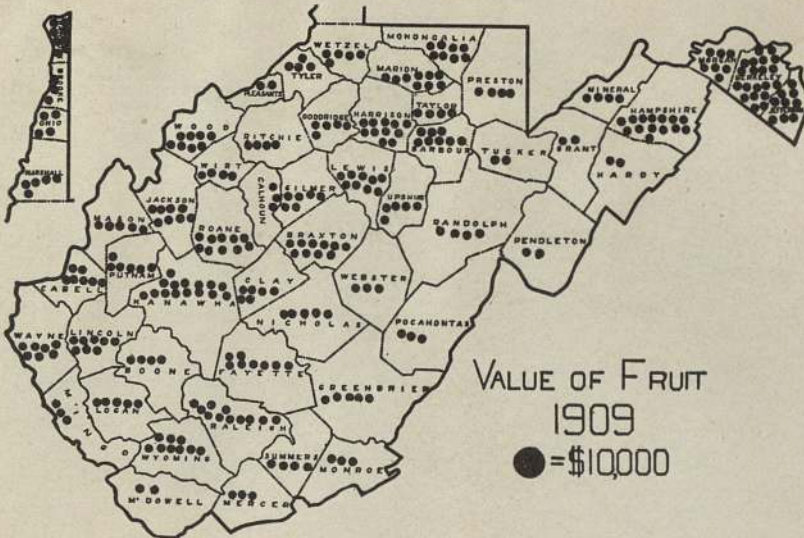 MONONGALIA
WETZEL
MARION
TYLER
PRESTON
PLEASANTS
TAYLOR
DODDRIDGE
HARRISON
WOOD
RITCHIE
BARBOUR
TUCKER
MINERAL
HAMPSHIRE
MORGAN
BERKELEY
GRANT
HARDY
OHIO
MARSHALL
WIRT
LEWIS
GILMER
CALHOUN
UPSHUR
JACKSON
MASON
ROANE
BRAXTON
RANDOLPH
PENDLETON
PUTNAM
CABELL
KANAWHA
CLAY
WEBSTER
NICHOLAS
POCAHONTAS
WAYNE
LINCOLN
BOONE
FAYETTE
GREENBRIER
MINGO
LOGAN
RALEIGH
WYOMING
SUMMERS
MONROE
McDOWELL
MERCER
VALUE OF FRUIT
1909
=$10,000